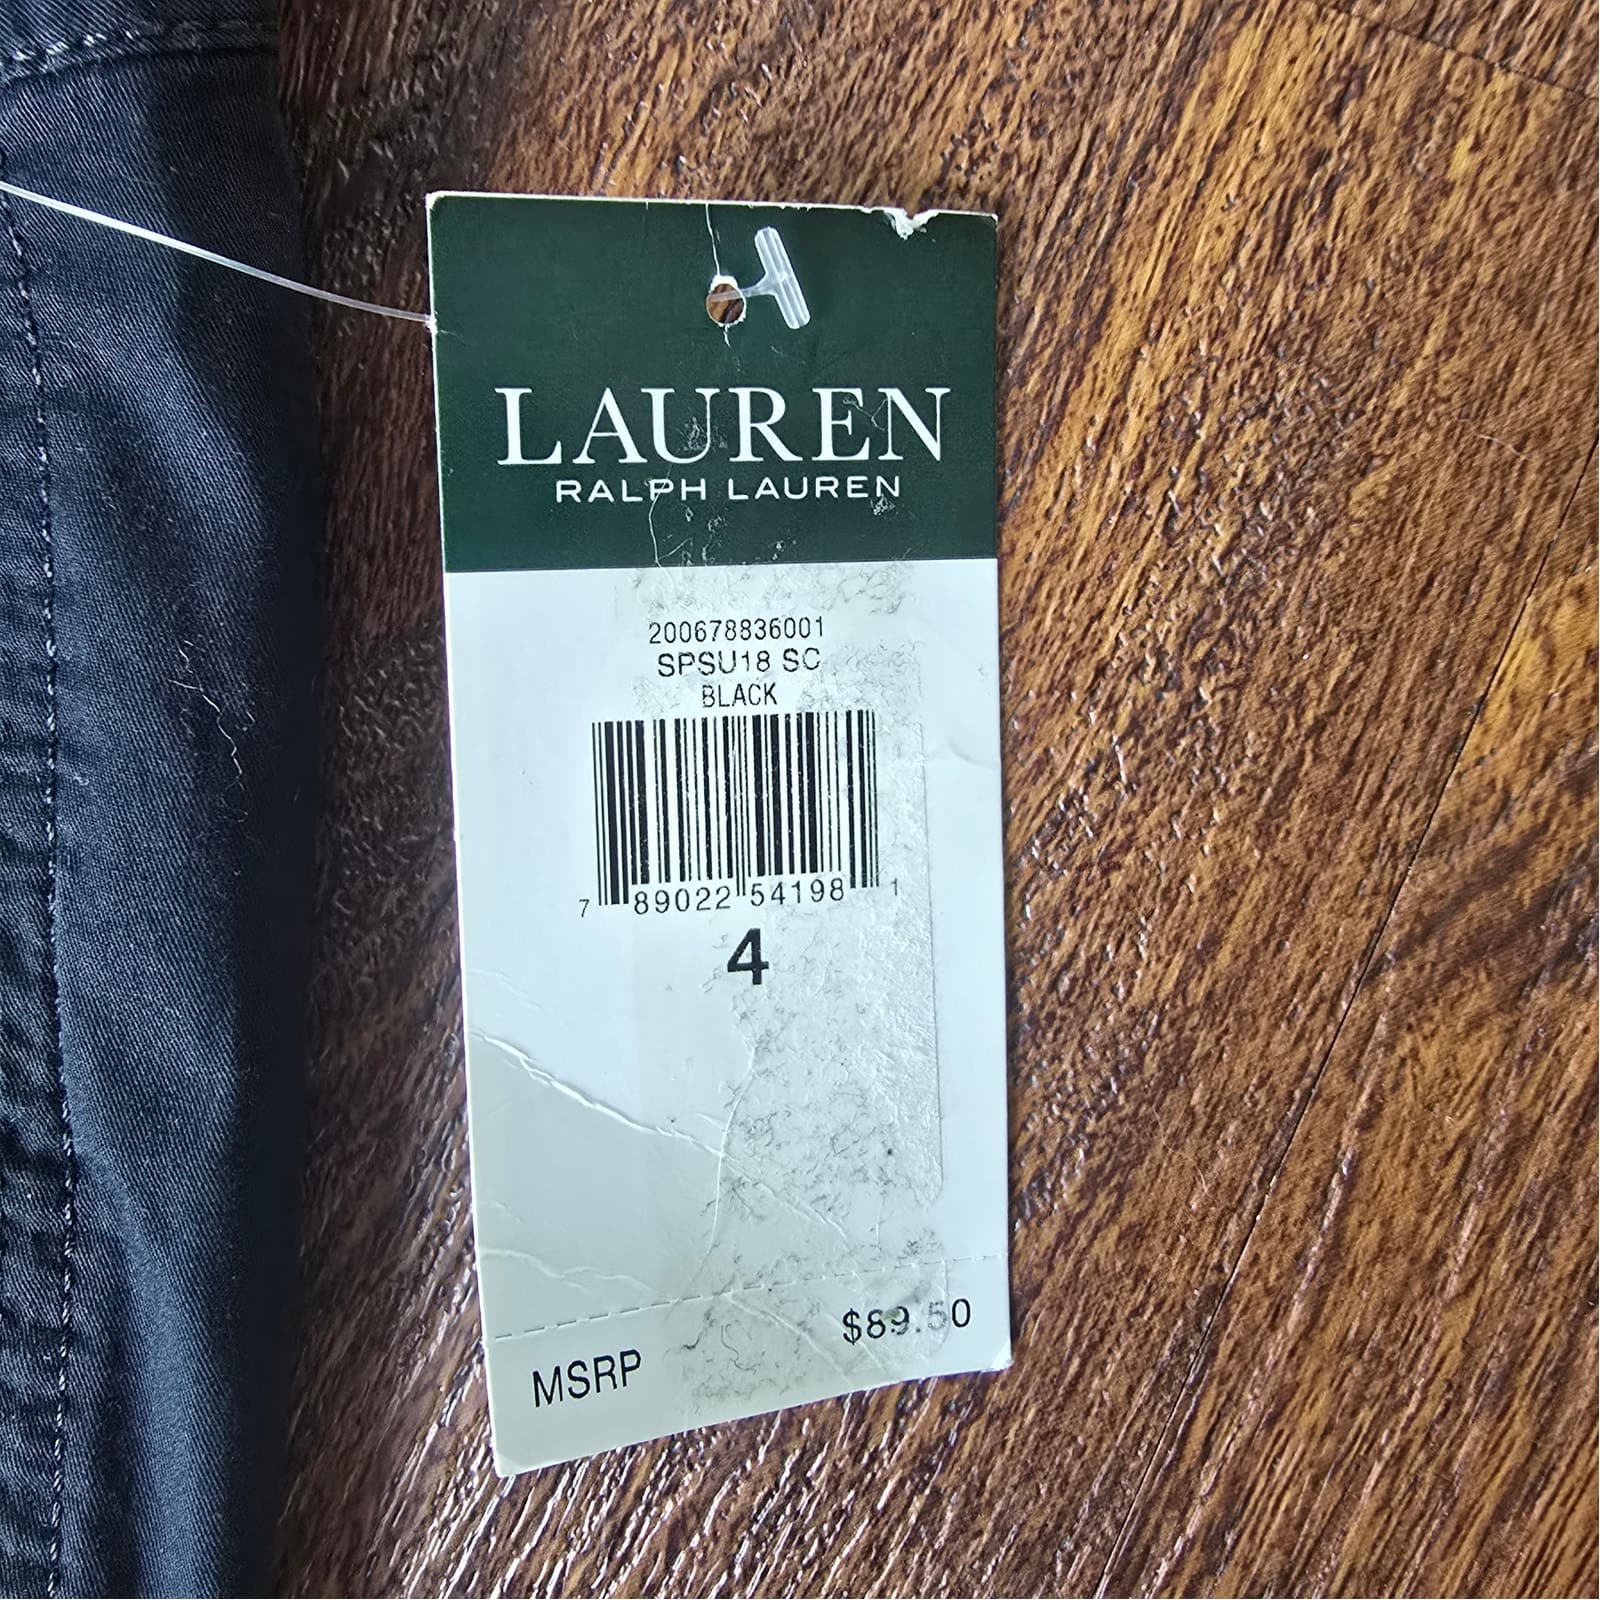 LAUREN
RALPH LAUREN
200678836001
SPSU18 SC
BLACK
7 89022 54198 1
4
MSRP $89.50